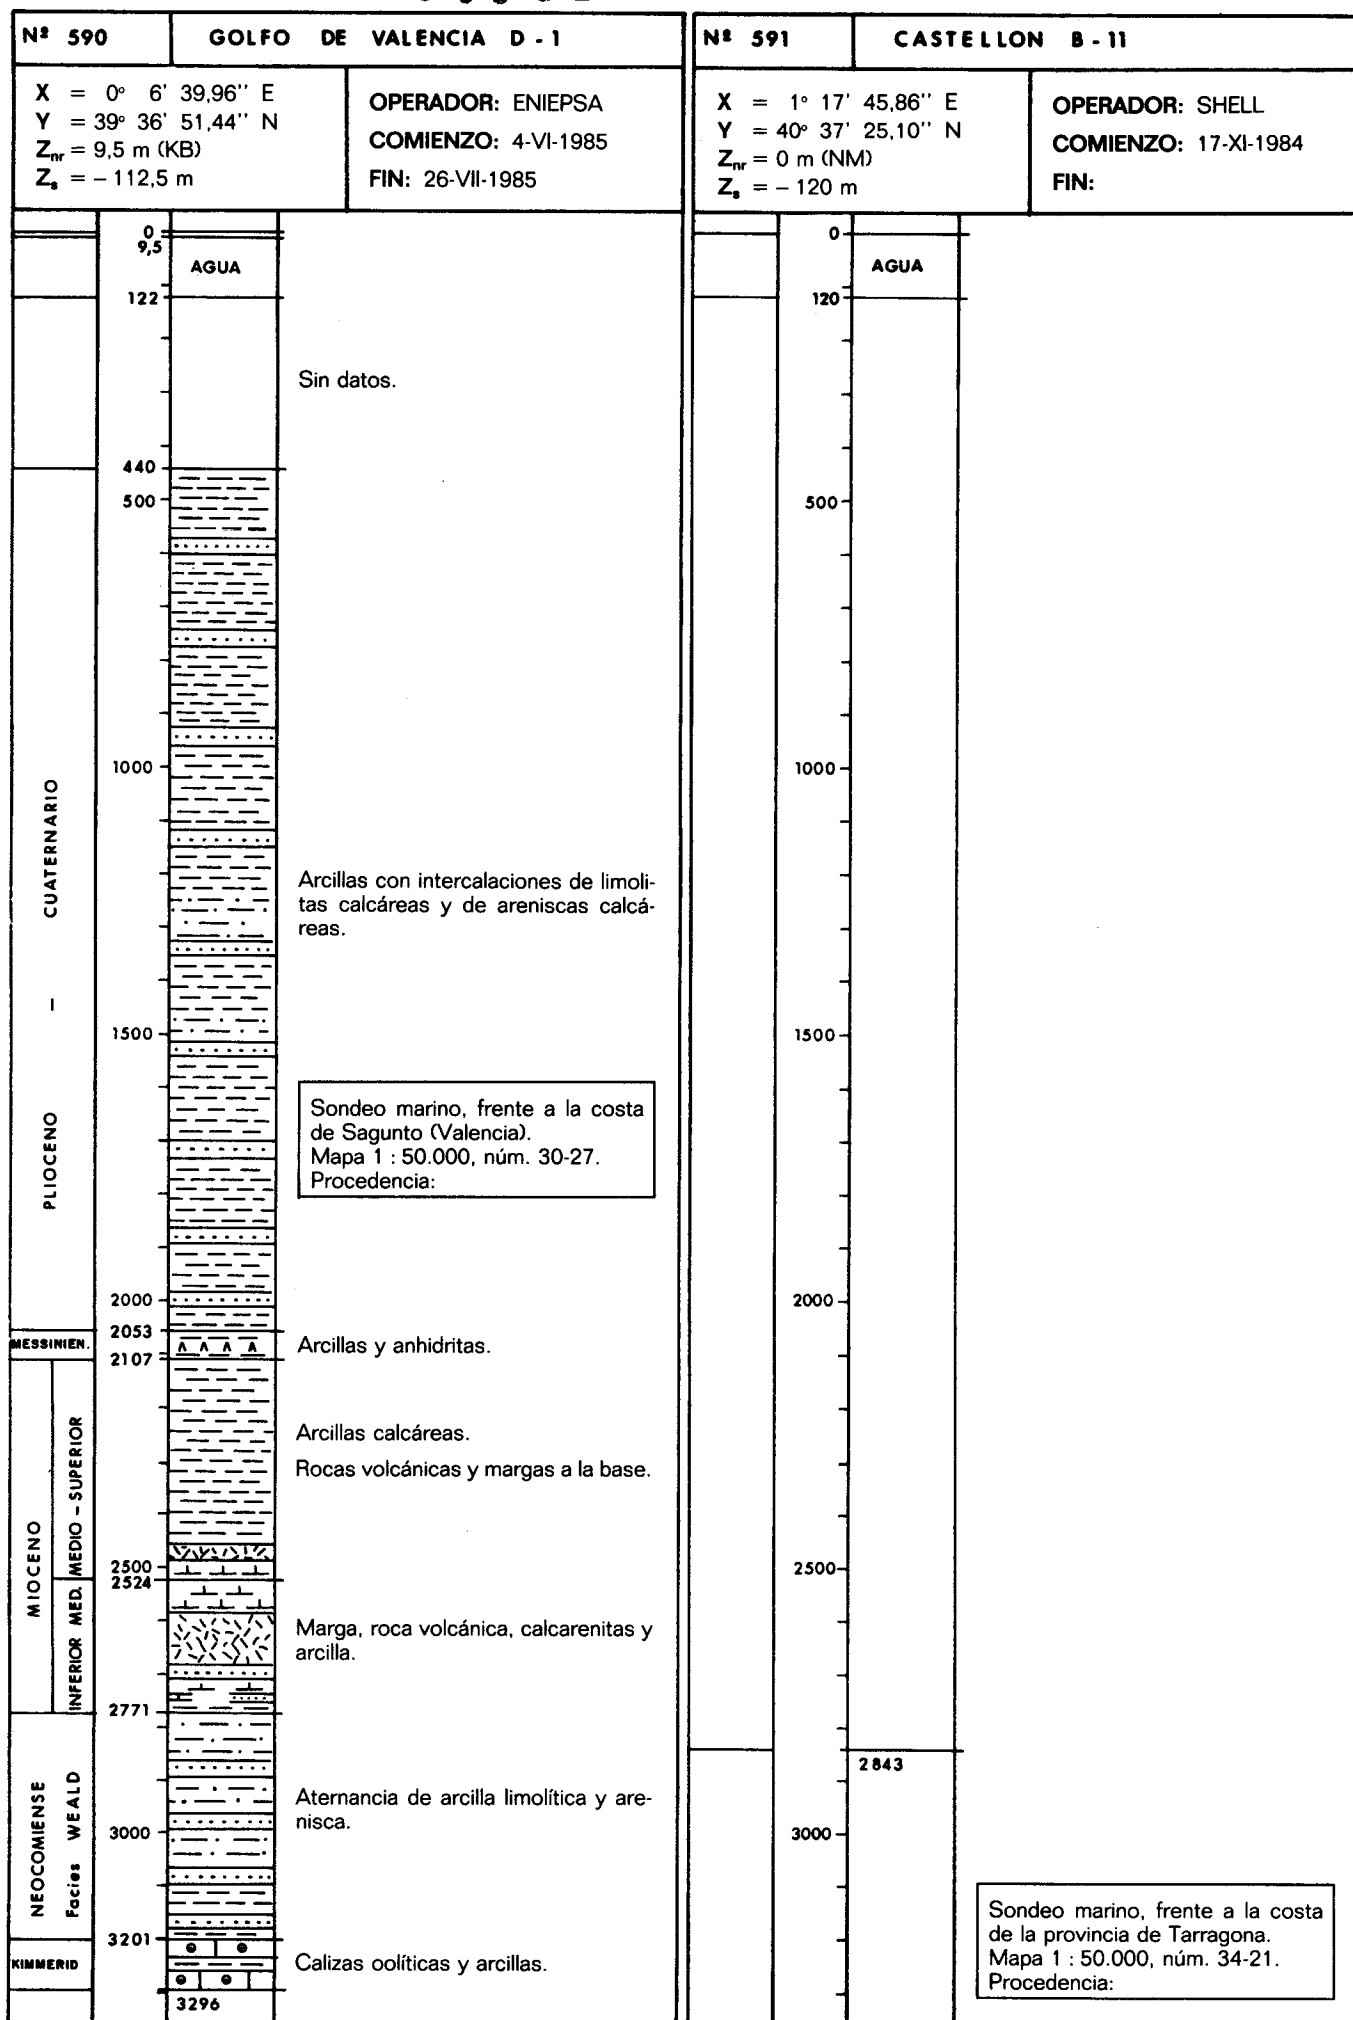 Nº 590
GOLFO DE VALENCIA D - 1
X = 0° 6' 39,96'' E
Y = 39° 36' 51,44'' N
Znr = 9,5 m (KB)
Zs = – 112,5 m
OPERADOR: ENIEPSA
COMIENZO: 4-VI-1985
FIN: 26-VII-1985
0
9,5
AGUA
122
Sin datos.
440
500
1000
CUATERNARIO
Arcillas con intercalaciones de limoli-
tas calcáreas y de areniscas calcá-
reas.
–
1500
PLIOCENO
Sondeo marino, frente a la costa
de Sagunto (Valencia).
Mapa 1 : 50.000, núm. 30-27.
Procedencia:
2000
2053
MESSINIEN.
Arcillas y anhidritas.
2107
MIOCENO
MEDIO – SUPERIOR
Arcillas calcáreas.
Rocas volcánicas y margas a la base.
2500
2524
INFERIOR MED.
Marga, roca volcánica, calcarenitas y
arcilla.
2771
NEOCOMIENSE
Facies WEALD
Aternancia de arcilla limolítica y are-
nisca.
3000
3201
KIMMERID
Calizas oolíticas y arcillas.
3296
Nº 591
CASTELLON B - 11
X = 1° 17' 45,86'' E
Y = 40° 37' 25,10'' N
Znr = 0 m (NM)
Zs = – 120 m
OPERADOR: SHELL
COMIENZO: 17-XI-1984
FIN:
0
AGUA
120
500
1000
1500
2000
2500
2843
3000
Sondeo marino, frente a la costa
de la provincia de Tarragona.
Mapa 1 : 50.000, núm. 34-21.
Procedencia: